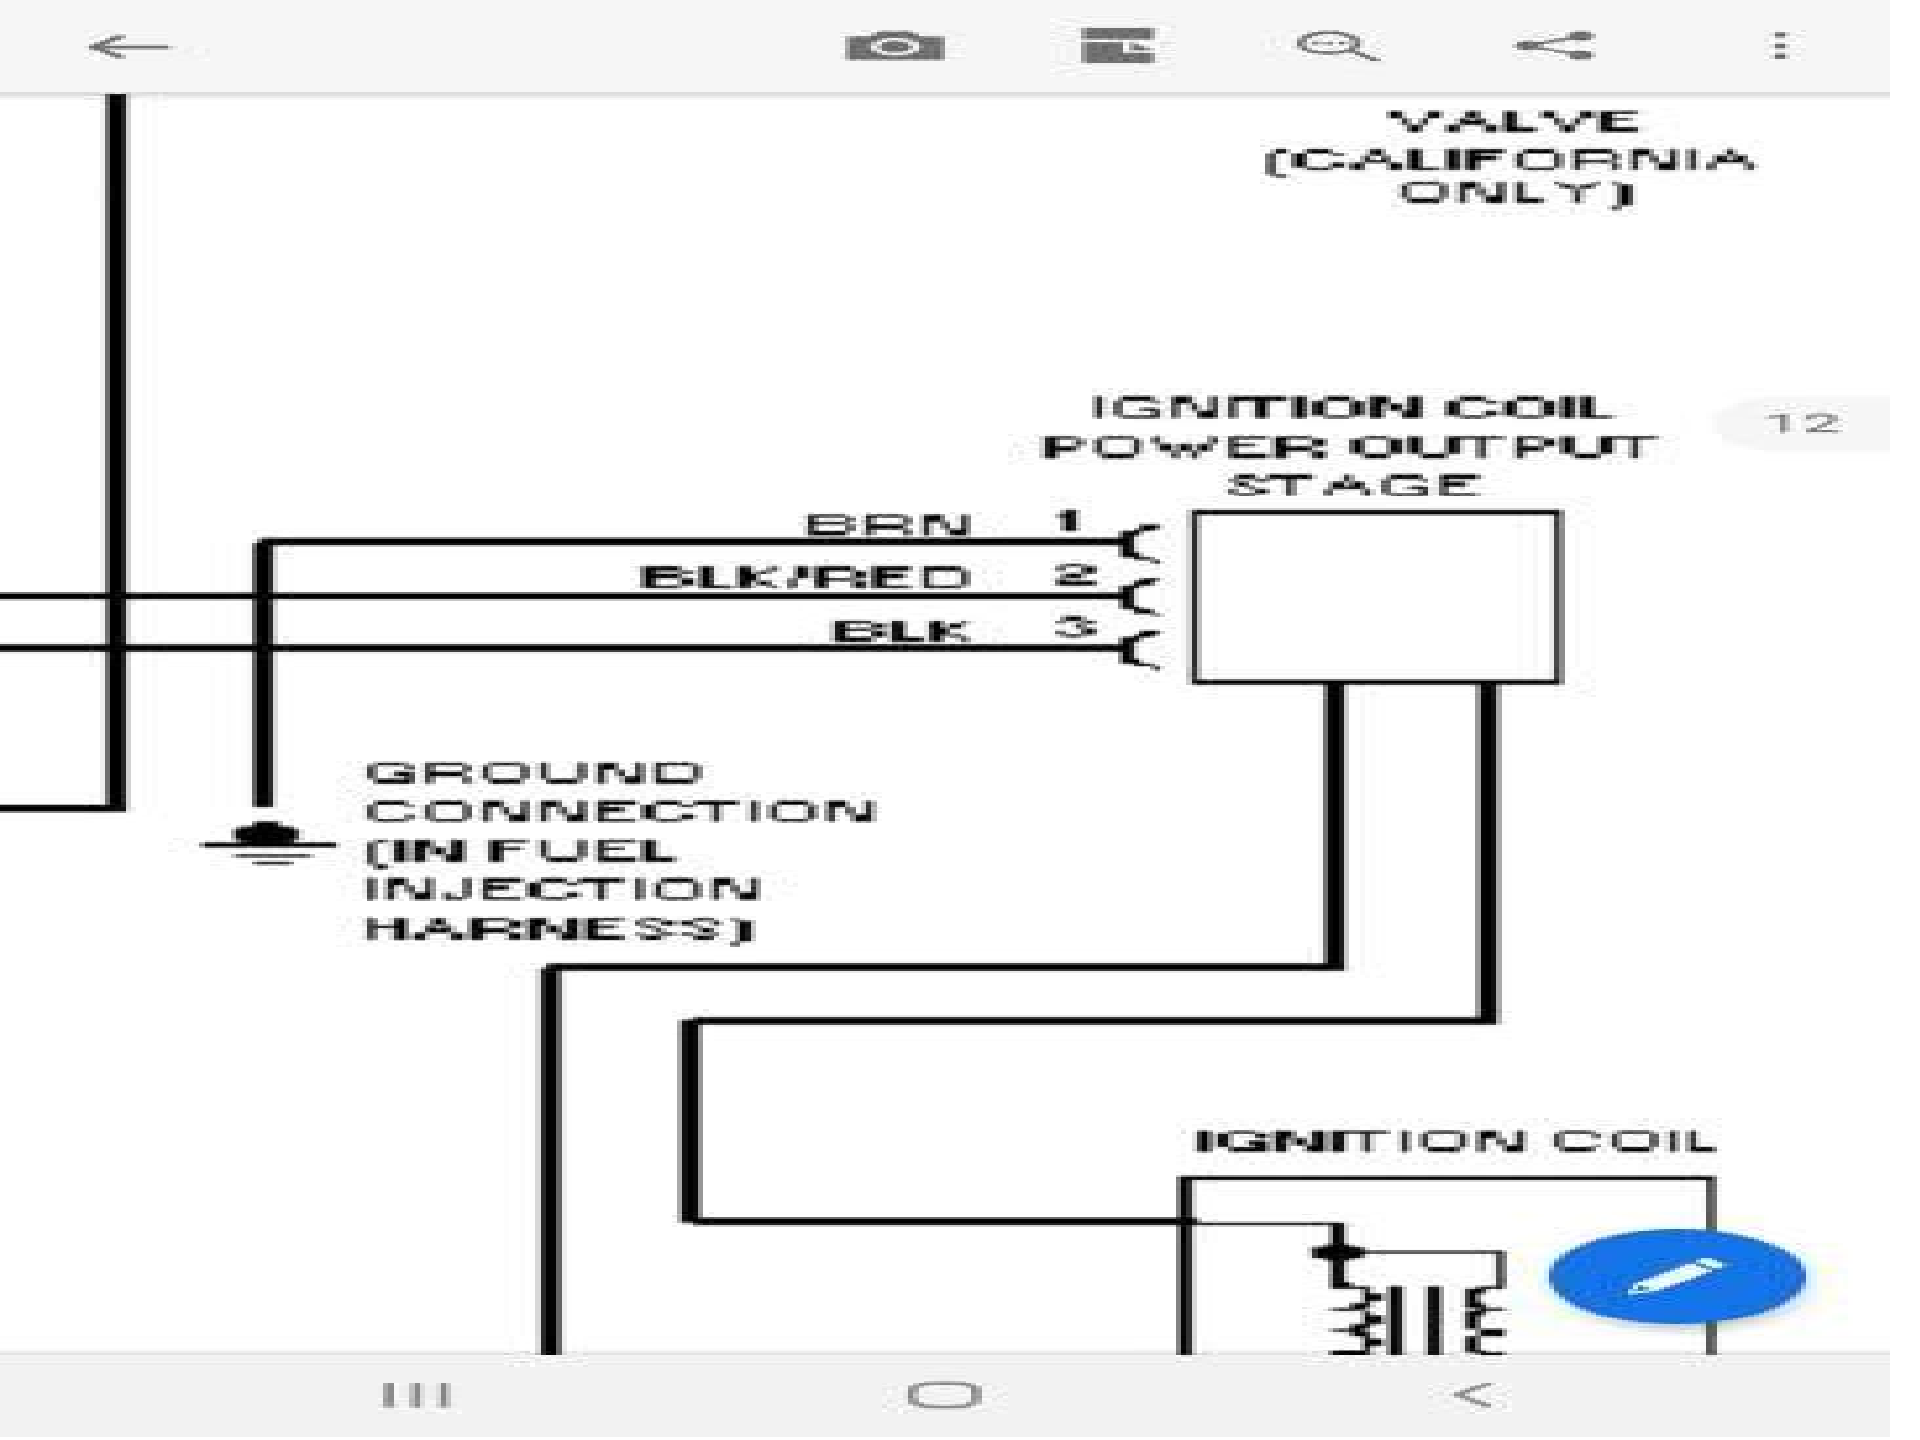 VALVE
(CALIFORNIA
ONLY)
IGNITION COIL
POWER OUTPUT
STAGE
12
BRN 1
BLK/RED 2
BLK 3
GROUND
CONNECTION
(IN FUEL
INJECTION
HARNESS)
IGNITION COIL